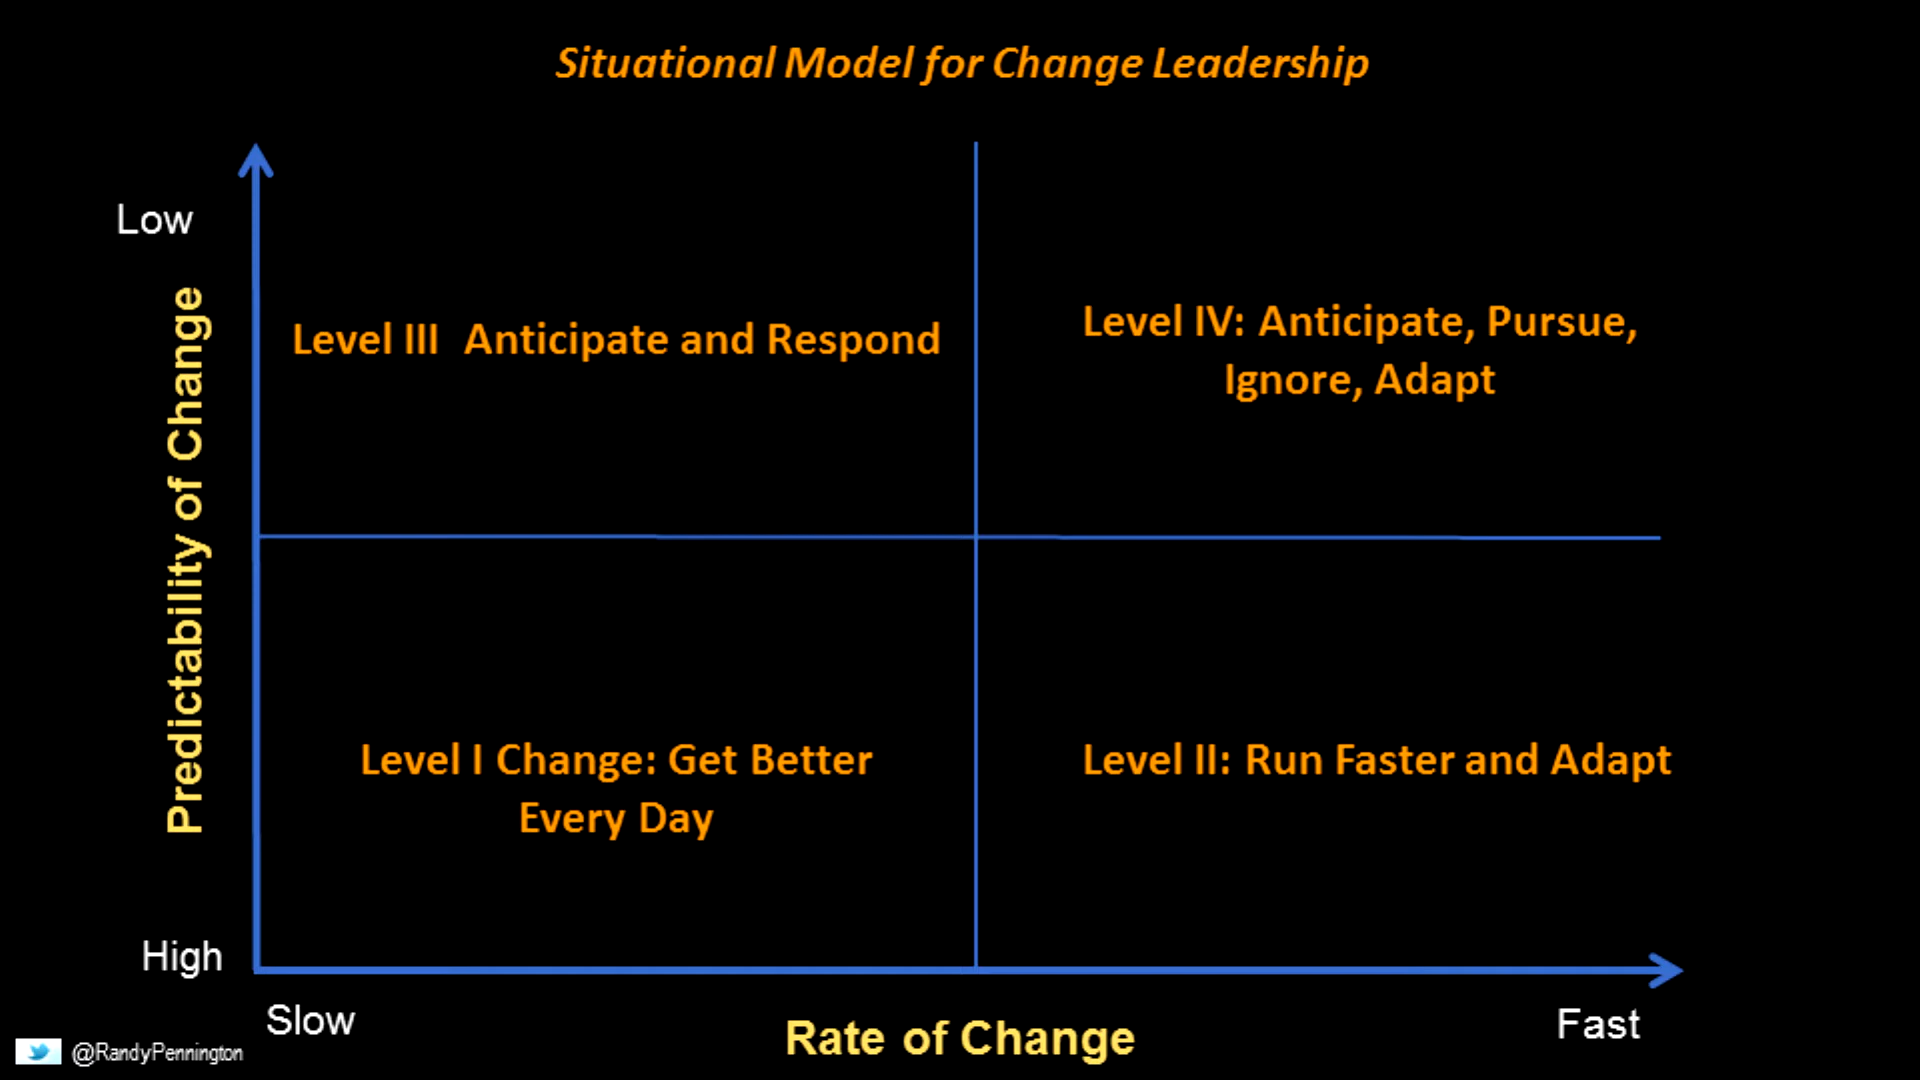 Situational Model for Change Leadership
Low
Predictability of Change
High
Level III  Anticipate and Respond
Level IV: Anticipate, Pursue,
Ignore, Adapt
Level I Change: Get Better
Every Day
Level II: Run Faster and Adapt
Slow
Rate of Change
Fast
@RandyPennington